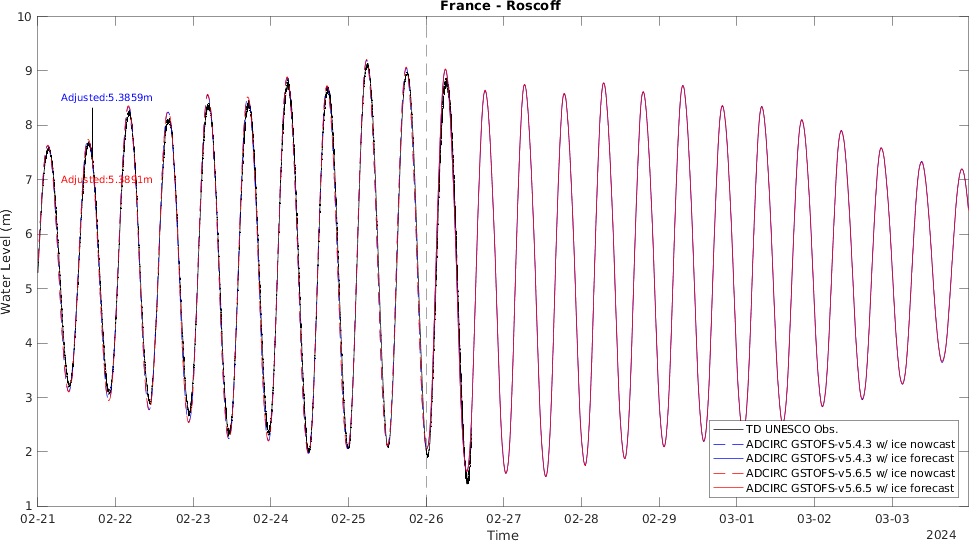 France - Roscoff
10
9
8
7
6
5
4
3
2
1
Water Level (m)
Adjusted:5.3859m
Adjusted:5.3891m
TD UNESCO Obs.
ADCIRC GSTOFS-v5.4.3 w/ ice nowcast
ADCIRC GSTOFS-v5.4.3 w/ ice forecast
ADCIRC GSTOFS-v5.6.5 w/ ice nowcast
ADCIRC GSTOFS-v5.6.5 w/ ice forecast
02-21 02-22 02-23 02-24 02-25 02-26 02-27 02-28 02-29 03-01 03-02 03-03
Time
2024